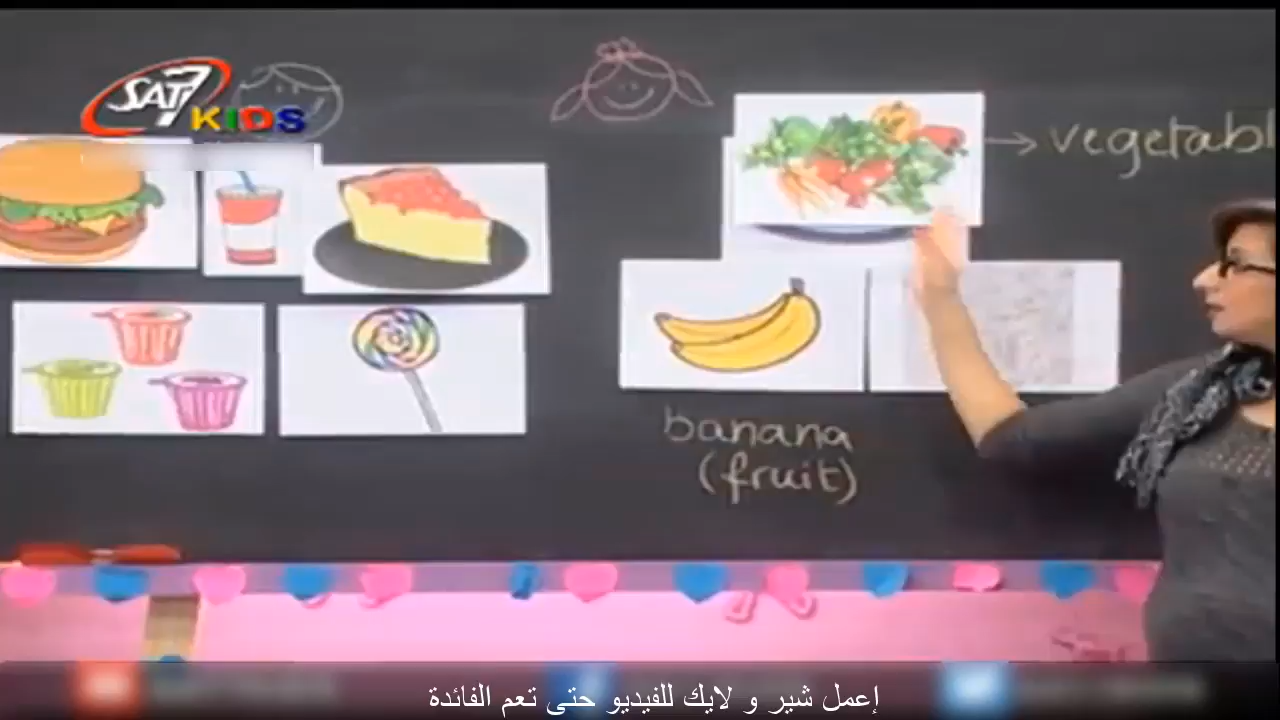 SAT7
KIDS
vegetabl
banana
(fruit)
إعمل شير و لايك للفيديو حتى تعم الفائدة